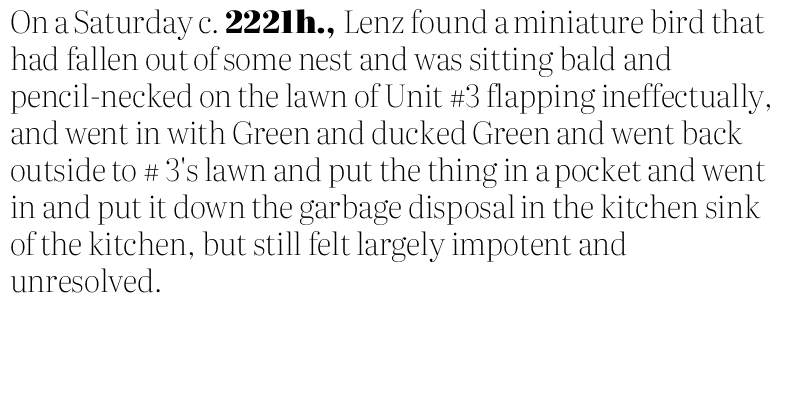 On a Saturday c. 2221h., Lenz found a miniature bird that
had fallen out of some nest and was sitting bald and
pencil-necked on the lawn of Unit #3 flapping ineffectually,
and went in with Green and ducked Green and went back
outside to # 3's lawn and put the thing in a pocket and went
in and put it down the garbage disposal in the kitchen sink
of the kitchen, but still felt largely impotent and
unresolved.